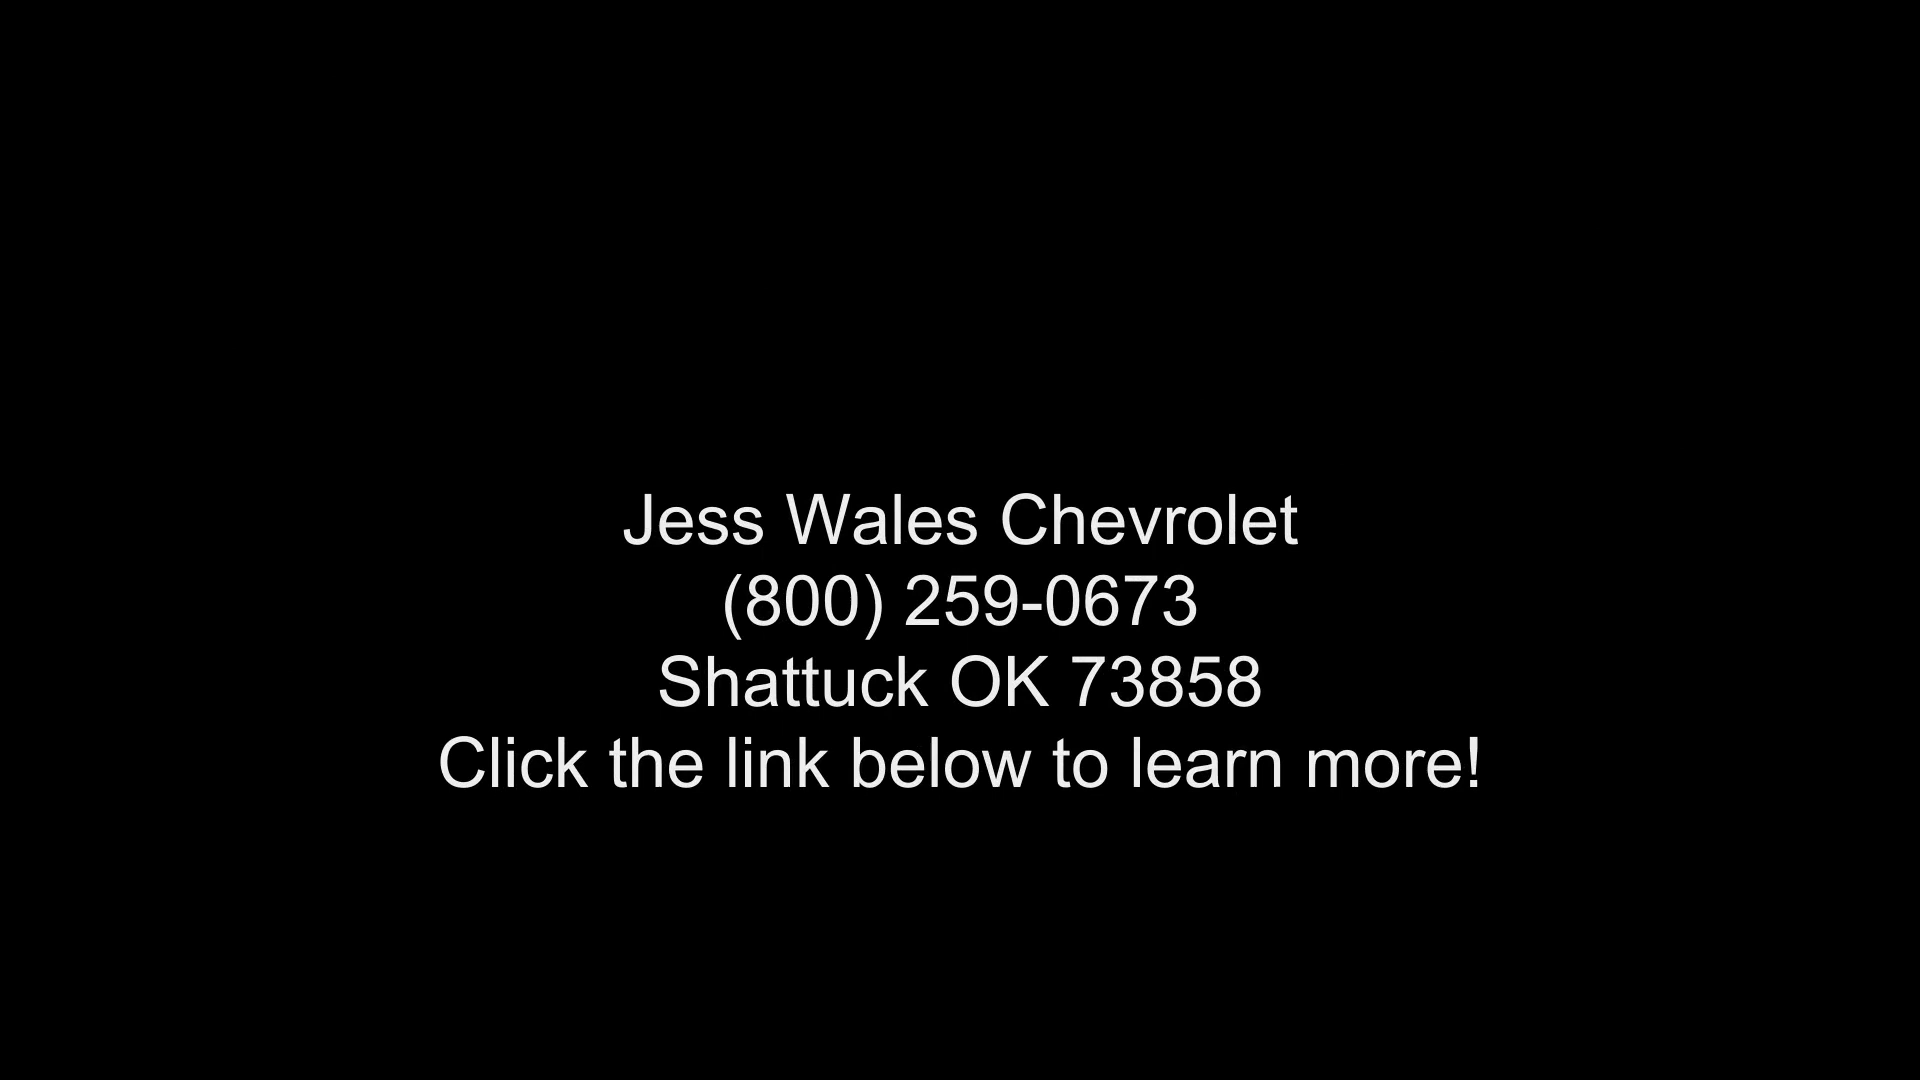 Jess Wales Chevrolet
(800) 259-0673
Shattuck OK 73858
Click the link below to learn more!